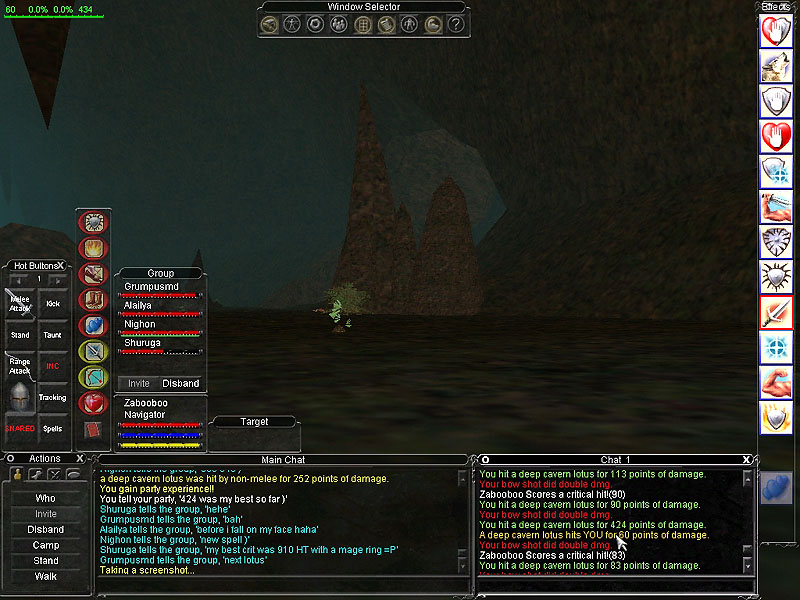 60 0.0% 0.0% 434
Window Selector
Effects
Hot Buttons X
1
Melee Attack
Kick
Stand
Taunt
Range Attack
INC
Tracking
SNARED
Spells
Group
Grumpusmd
Alailya
Nighon
Shuruga
Invite Disband
Zabooboo
Navigator
Target
O Actions X
Who
Invite
Disband
Camp
Stand
Walk
Main Chat
a deep cavern lotus was hit by non-melee for 252 points of damage.
You gain party experience!!
You tell your party, '424 was my best so far )'
Shuruga tells the group, 'hehe'
Grumpusmd tells the group, 'bah'
Alailya tells the group, 'before i fall on my face haha'
Nighon tells the group, 'new spell )'
Shuruga tells the group, 'my best crit was 910 HT with a mage ring =P'
Grumpusmd tells the group, 'next lotus'
Taking a screenshot...
O Chat 1 X
You hit a deep cavern lotus for 113 points of damage.
Your bow shot did double dmg.
Zabooboo Scores a critical hit!(90)
You hit a deep cavern lotus for 90 points of damage.
Your bow shot did double dmg.
You hit a deep cavern lotus for 424 points of damage.
A deep cavern lotus hits YOU for 60 points of damage.
Your bow shot did double dmg.
Zabooboo Scores a critical hit!(83)
You hit a deep cavern lotus for 83 points of damage.
Your bow shot did double dmg.